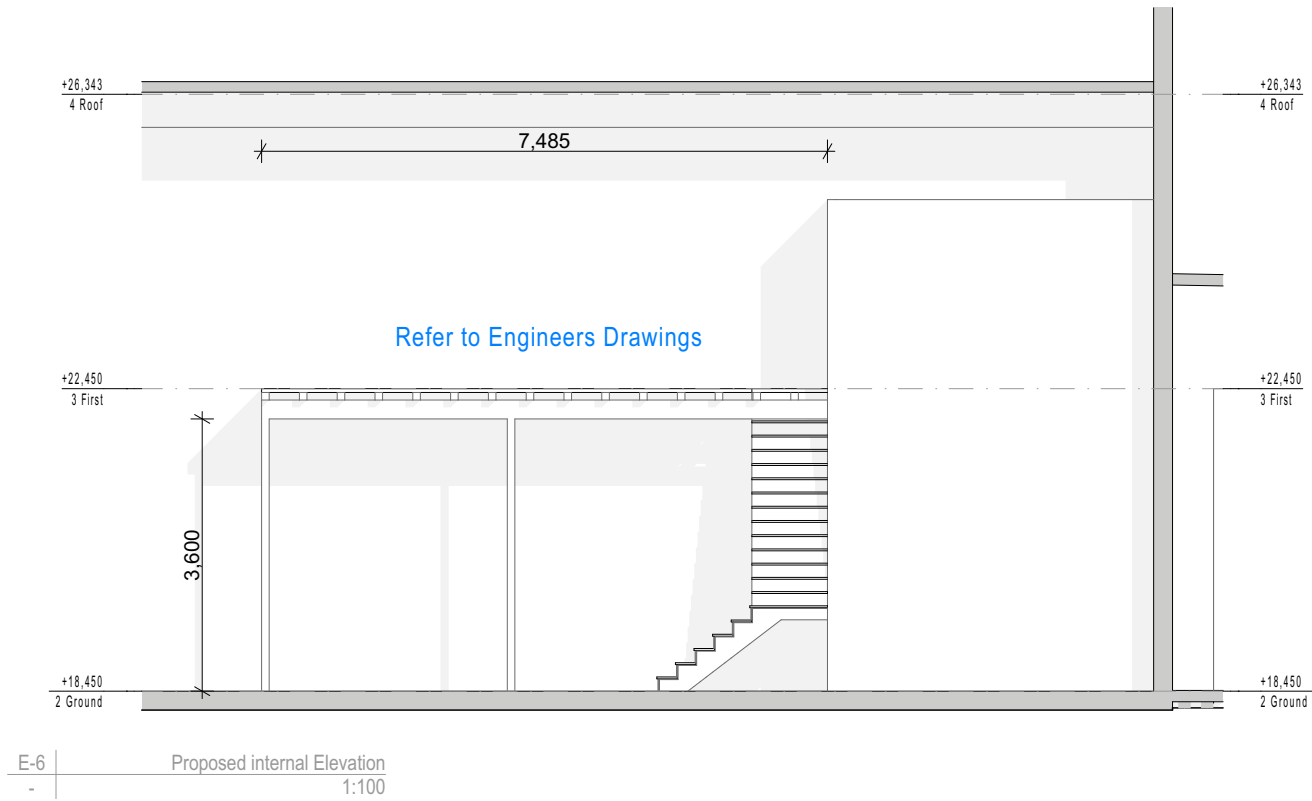 +26,343
4 Roof
+26,343
4 Roof
7,485
Refer to Engineers Drawings
+22,450
3 First
+22,450
3 First
3,600
+18,450
2 Ground
+18,450
2 Ground
E-6
Proposed internal Elevation
-
1:100